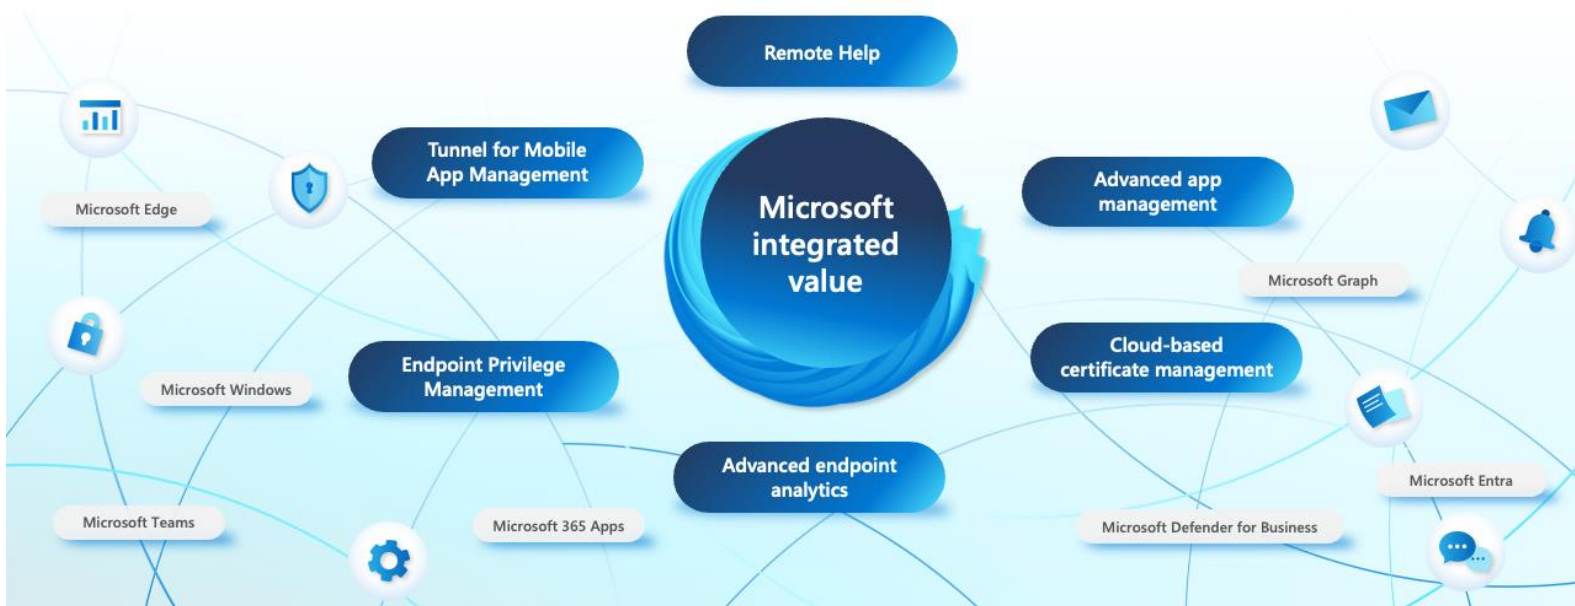 Remote Help
Tunnel for Mobile
App Management
Advanced app
management
Microsoft
integrated
value
Microsoft Edge
Microsoft Graph
Endpoint Privilege
Management
Cloud-based
certificate management
Microsoft Windows
Advanced endpoint
analytics
Microsoft Entra
Microsoft Teams
Microsoft 365 Apps
Microsoft Defender for Business